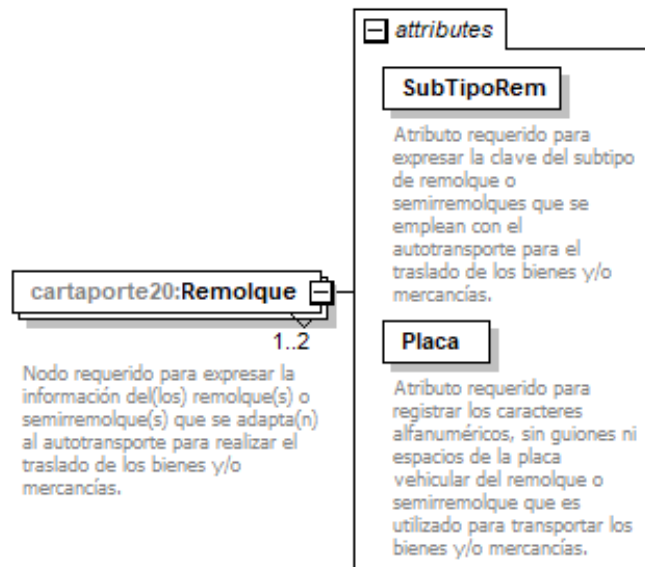 attributes
SubTipoRem
Atributo requerido para
expresar la clave del subtipo
de remolque o
semirremolques que se
emplean con el
autotransporte para el
traslado de los bienes y/o
mercancías.
cartaporte20:Remolque
1..2
Nodo requerido para expresar la
información del(los) remolque(s) o
semirremolque(s) que se adapta(n)
al autotransporte para realizar el
traslado de los bienes y/o
mercancías.
Placa
Atributo requerido para
registrar los caracteres
alfanuméricos, sin guiones ni
espacios de la placa
vehicular del remolque o
semirremolque que es
utilizado para transportar los
bienes y/o mercancías.